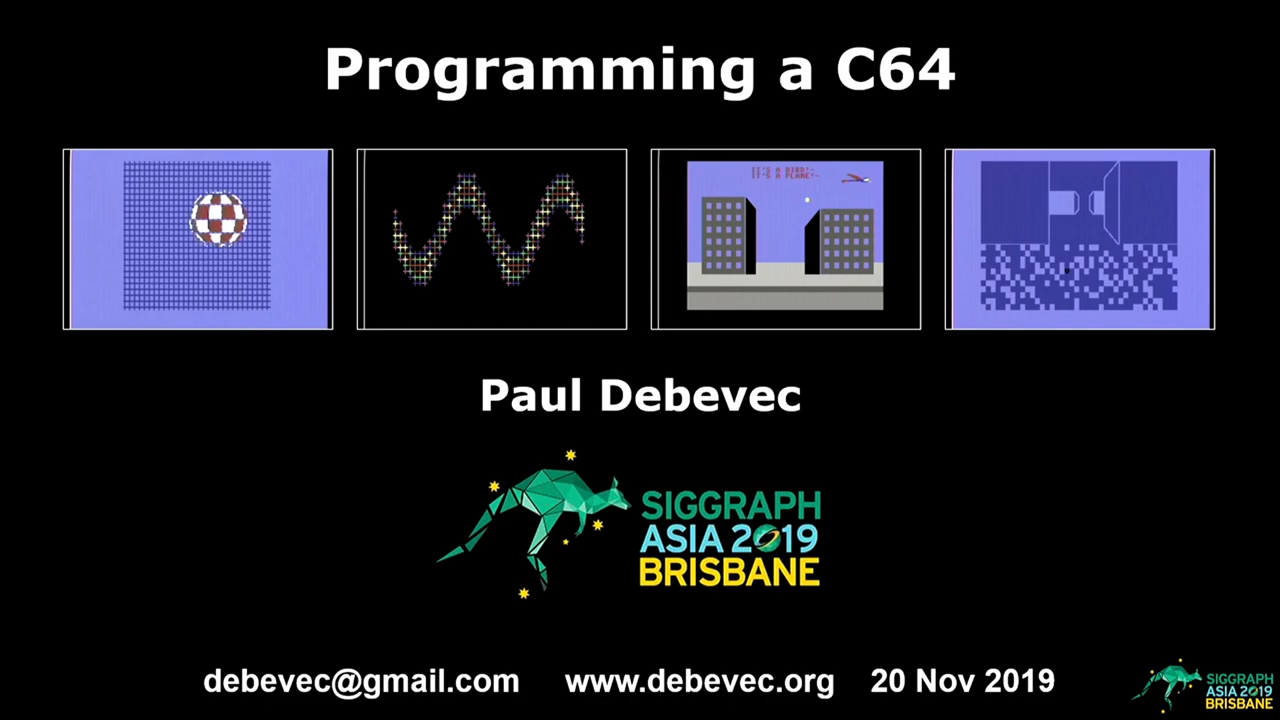 Programming a C64
IT'S A BIRD!~
IT'S A PLANE!~
Paul Debevec
SIGGRAPH
ASIA 2019
BRISBANE
debevec@gmail.com www.debevec.org 20 Nov 2019
SIGGRAPH
ASIA 2019
BRISBANE